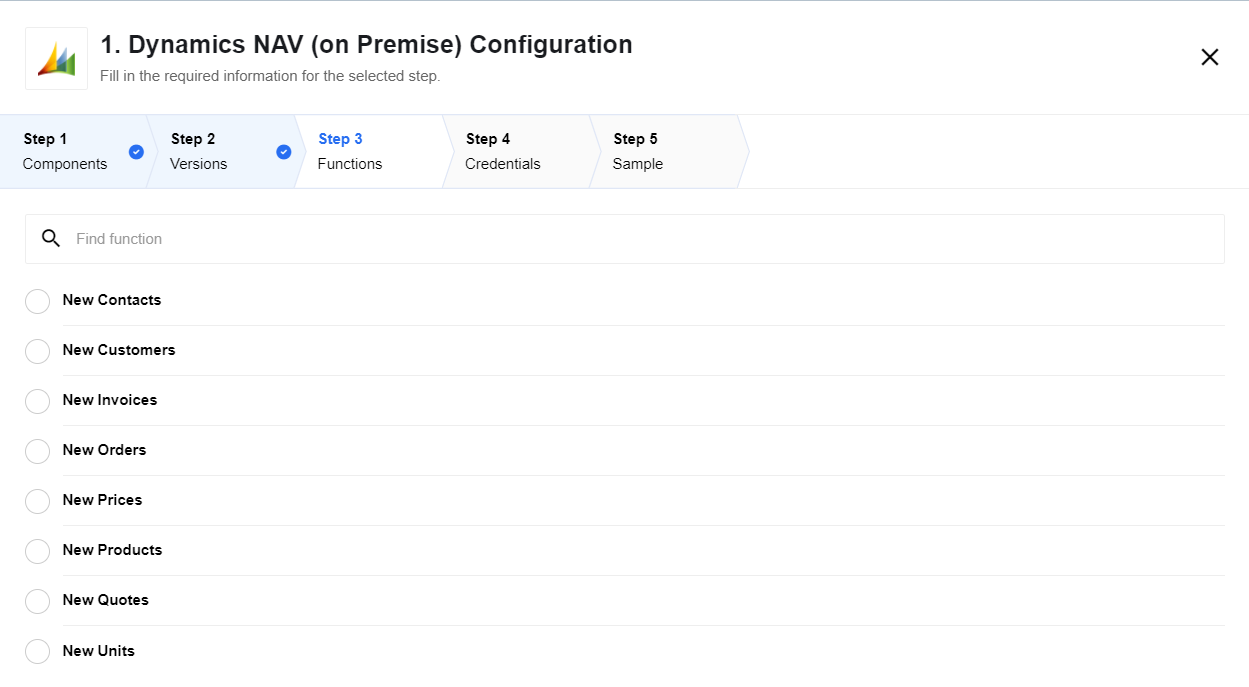 1. Dynamics NAV (on Premise) Configuration
Fill in the required information for the selected step.
Step 1
Components
Step 2
Versions
Step 3
Functions
Step 4
Credentials
Step 5
Sample
Find function
New Contacts
New Customers
New Invoices
New Orders
New Prices
New Products
New Quotes
New Units